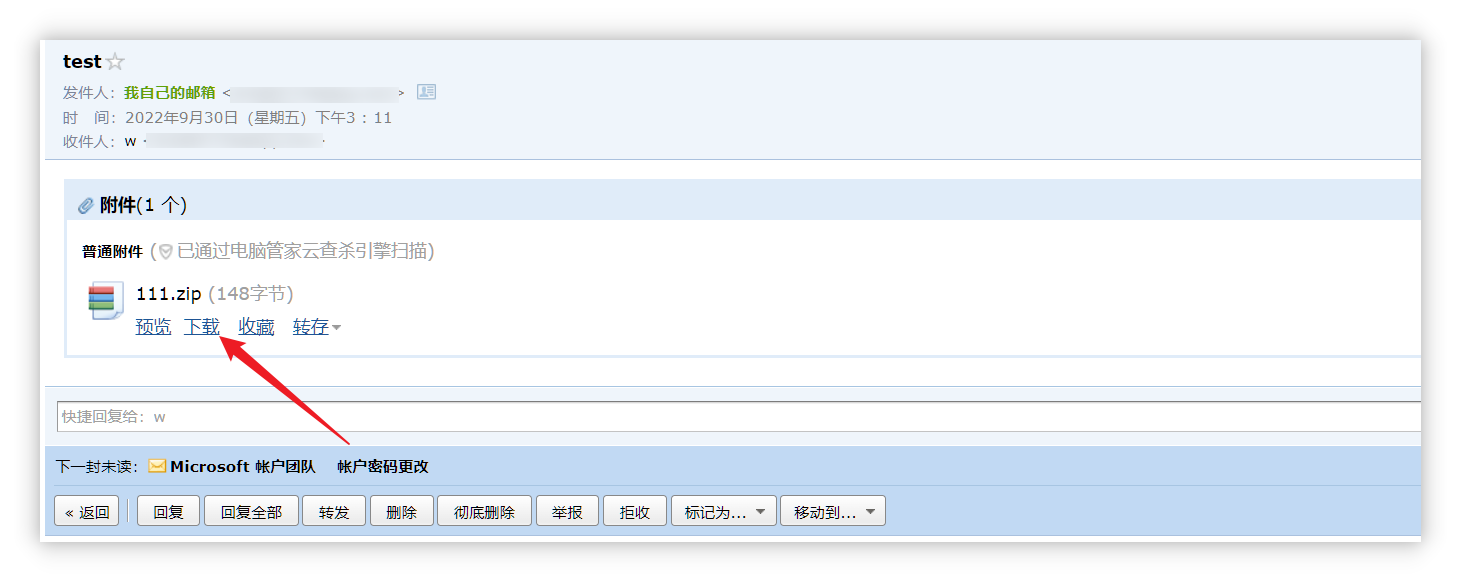 test
发件人：我自己的邮箱 < >
时 间：2022年9月30日（星期五）下午3：11
收件人：w
附件(1 个)
普通附件 (已通过电脑管家云查杀引擎扫描)
111.zip (148字节)
预览 下载 收藏 转存
快捷回复给：w
下一封未读：Microsoft 帐户团队 帐户密码更改
« 返回 回复 回复全部 转发 删除 彻底删除 举报 拒收 标记为... 移动到...